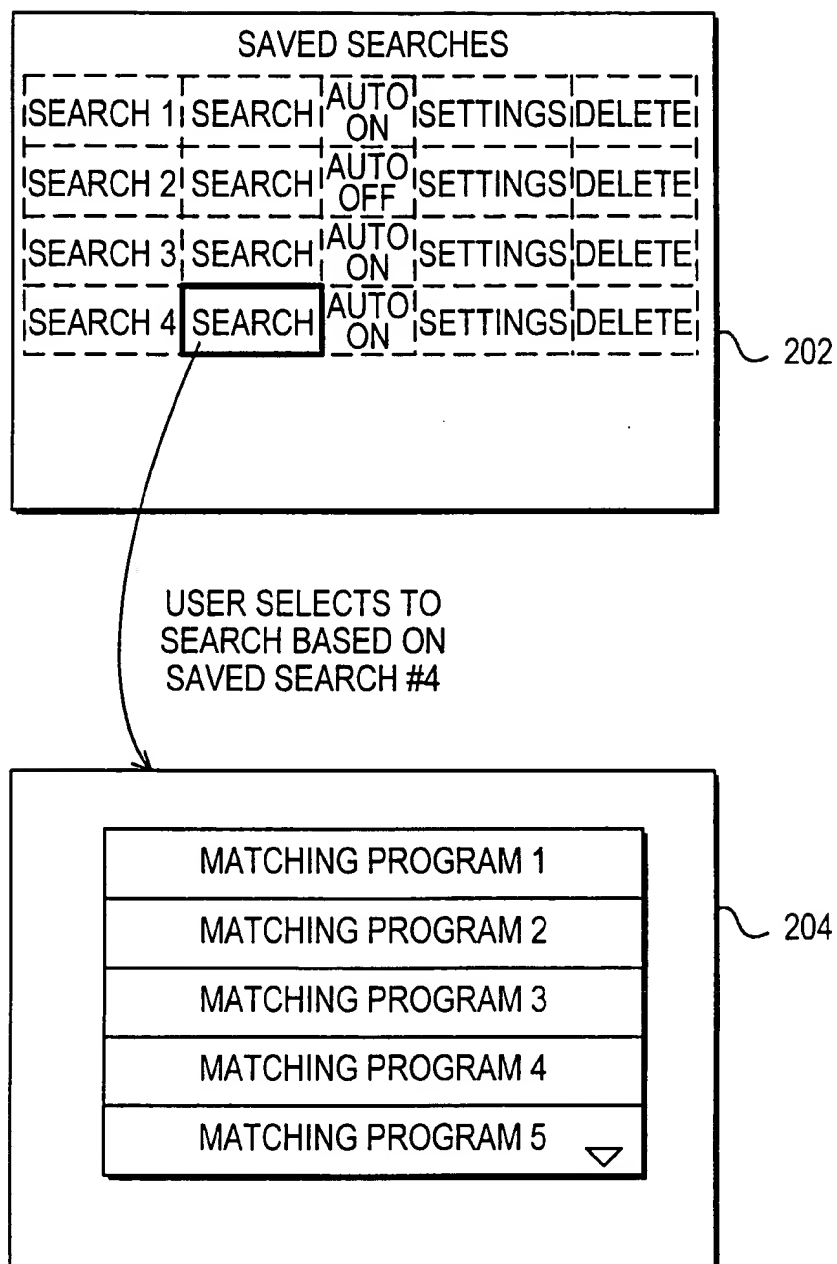 SAVED SEARCHES
SEARCH 1 SEARCH AUTO ON SETTINGS DELETE
SEARCH 2 SEARCH AUTO OFF SETTINGS DELETE
SEARCH 3 SEARCH AUTO ON SETTINGS DELETE
SEARCH 4 SEARCH AUTO ON SETTINGS DELETE
202
USER SELECTS TO
SEARCH BASED ON
SAVED SEARCH #4
MATCHING PROGRAM 1
MATCHING PROGRAM 2
204
MATCHING PROGRAM 3
MATCHING PROGRAM 4
MATCHING PROGRAM 5